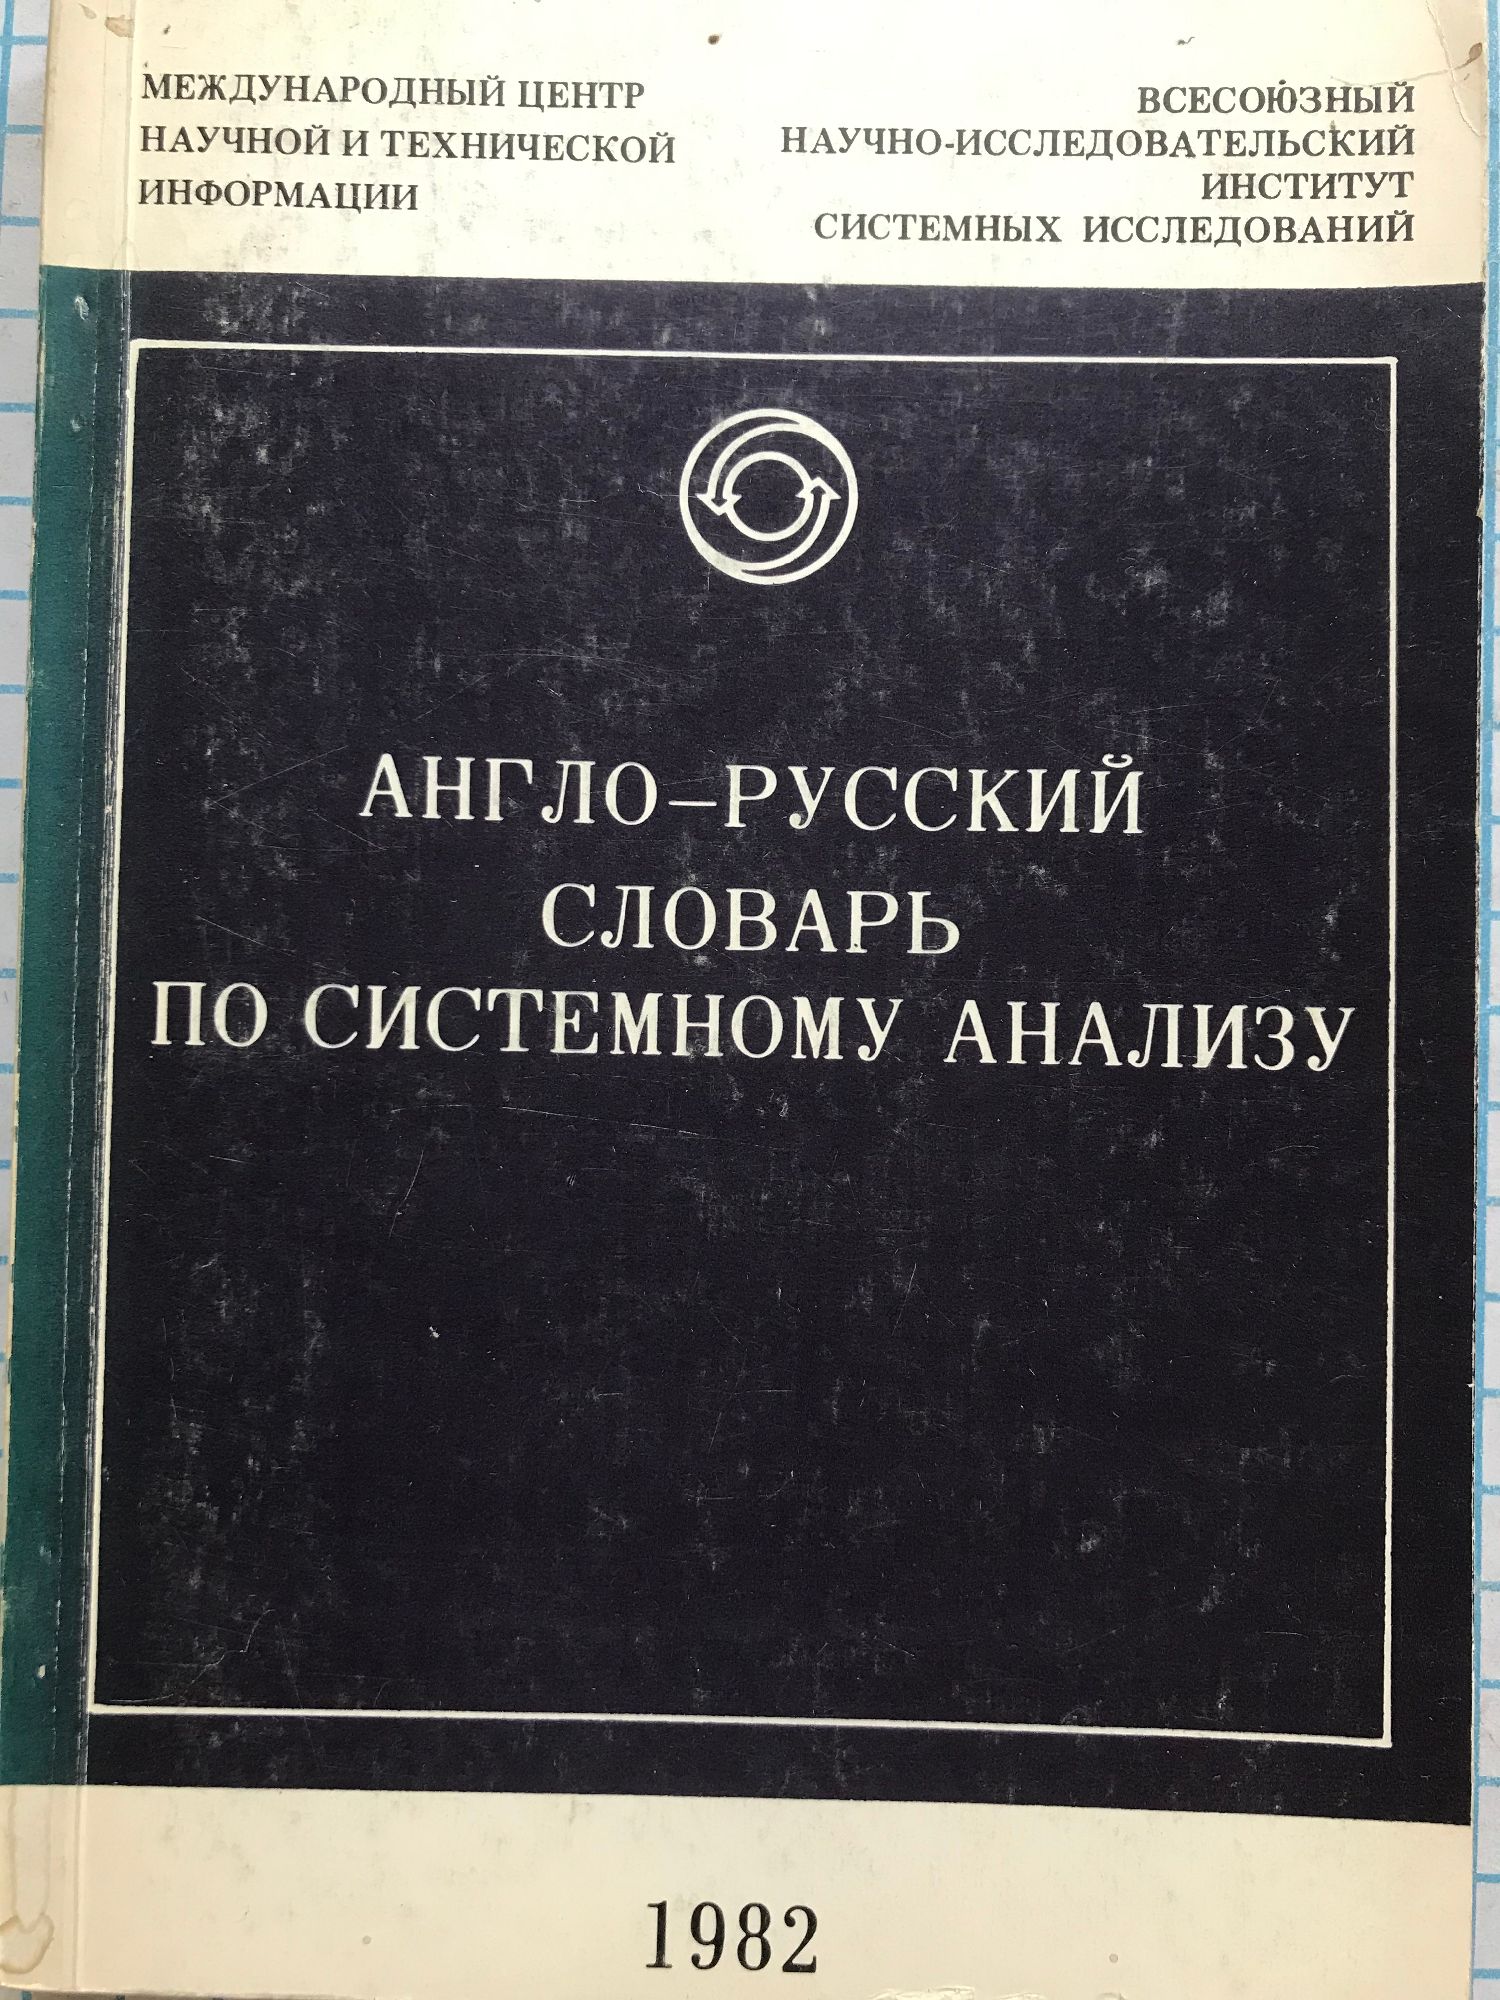 МЕЖДУНАРОДНЫЙ ЦЕНТР
НАУЧНОЙ И ТЕХНИЧЕСКОЙ
ИНФОРМАЦИИ
ВСЕСОЮЗНЫЙ
НАУЧНО-ИССЛЕДОВАТЕЛЬСКИЙ
ИНСТИТУТ
СИСТЕМНЫХ ИССЛЕДОВАНИЙ
АНГЛО-РУССКИЙ
СЛОВАРЬ
ПО СИСТЕМНОМУ АНАЛИЗУ
1982